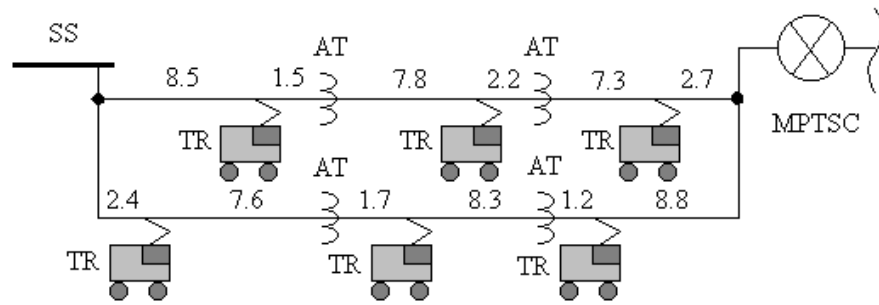 SS
AT
AT
8.5
1.5
7.8
2.2
7.3
2.7
MPTSC
TR
TR
TR
AT
AT
2.4
7.6
1.7
8.3
1.2
8.8
TR
TR
TR